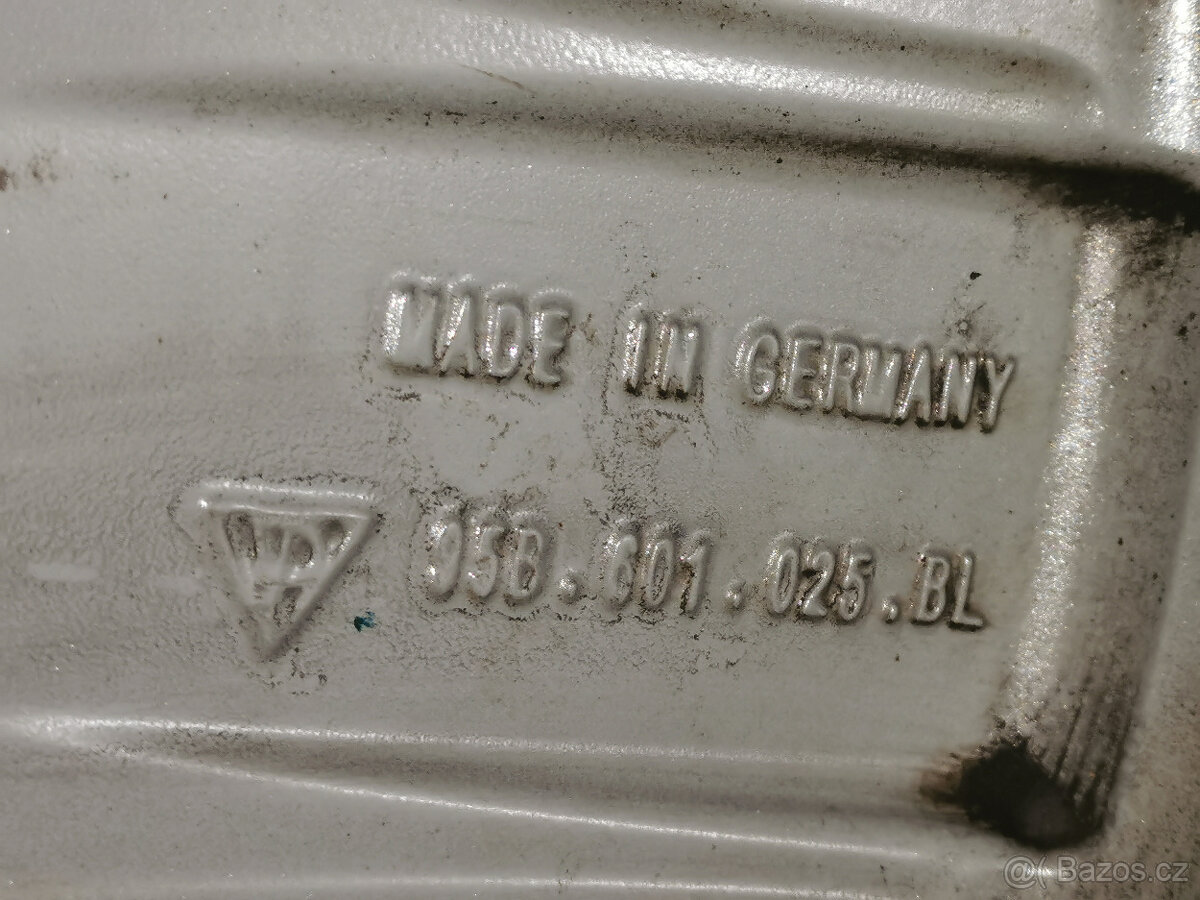 MADE IN GERMANY
95B.601.025.BL
@ Bazos.cz